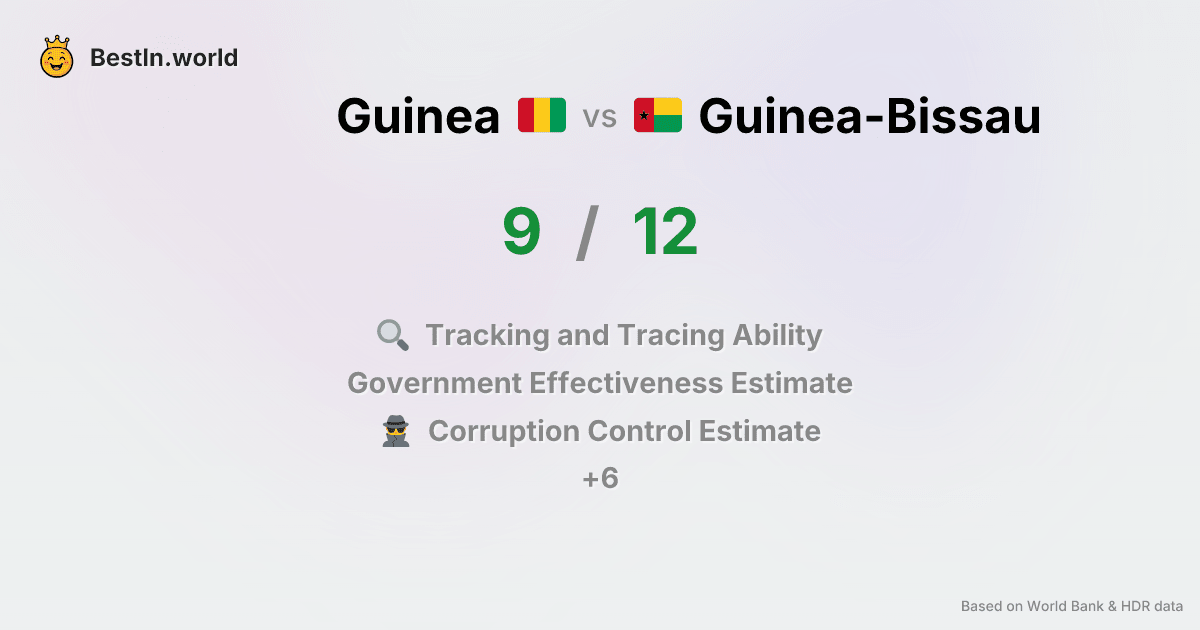 BestIn.world
Guinea vs Guinea-Bissau
9 / 12
Tracking and Tracing Ability
Government Effectiveness Estimate
Corruption Control Estimate
+6
Based on World Bank & HDR data